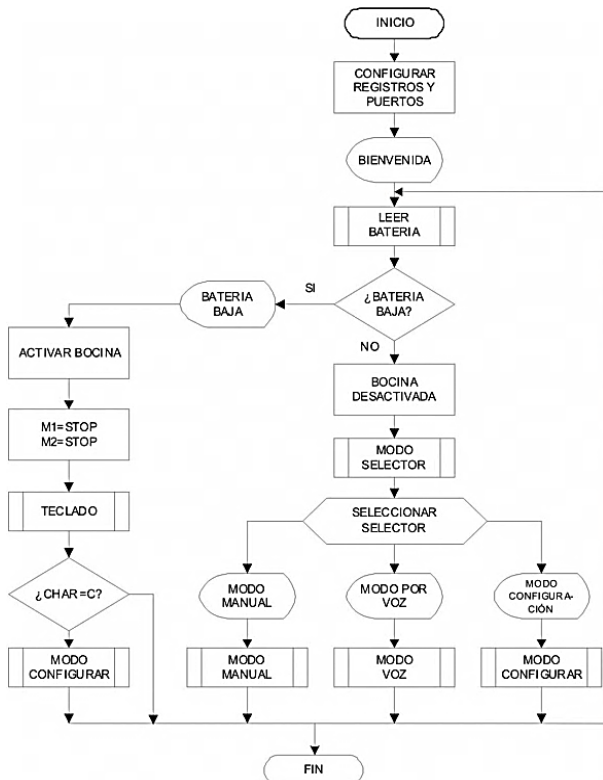 INICIO
CONFIGURAR
REGISTROS Y
PUERTOS
BIENVENIDA
LEER
BATERIA
¿BATERIA
BAJA?
SI
BATERIA
BAJA
ACTIVAR BOCINA
M1=STOP
M2=STOP
TECLADO
¿CHAR=C?
MODO
CONFIGURAR
NO
BOCINA
DESACTIVADA
MODO
SELECTOR
SELECCIONAR
SELECTOR
MODO
MANUAL
MODO
MANUAL
MODO POR
VOZ
MODO
VOZ
MODO
CONFIGURA-
CIÓN
MODO
CONFIGURAR
FIN